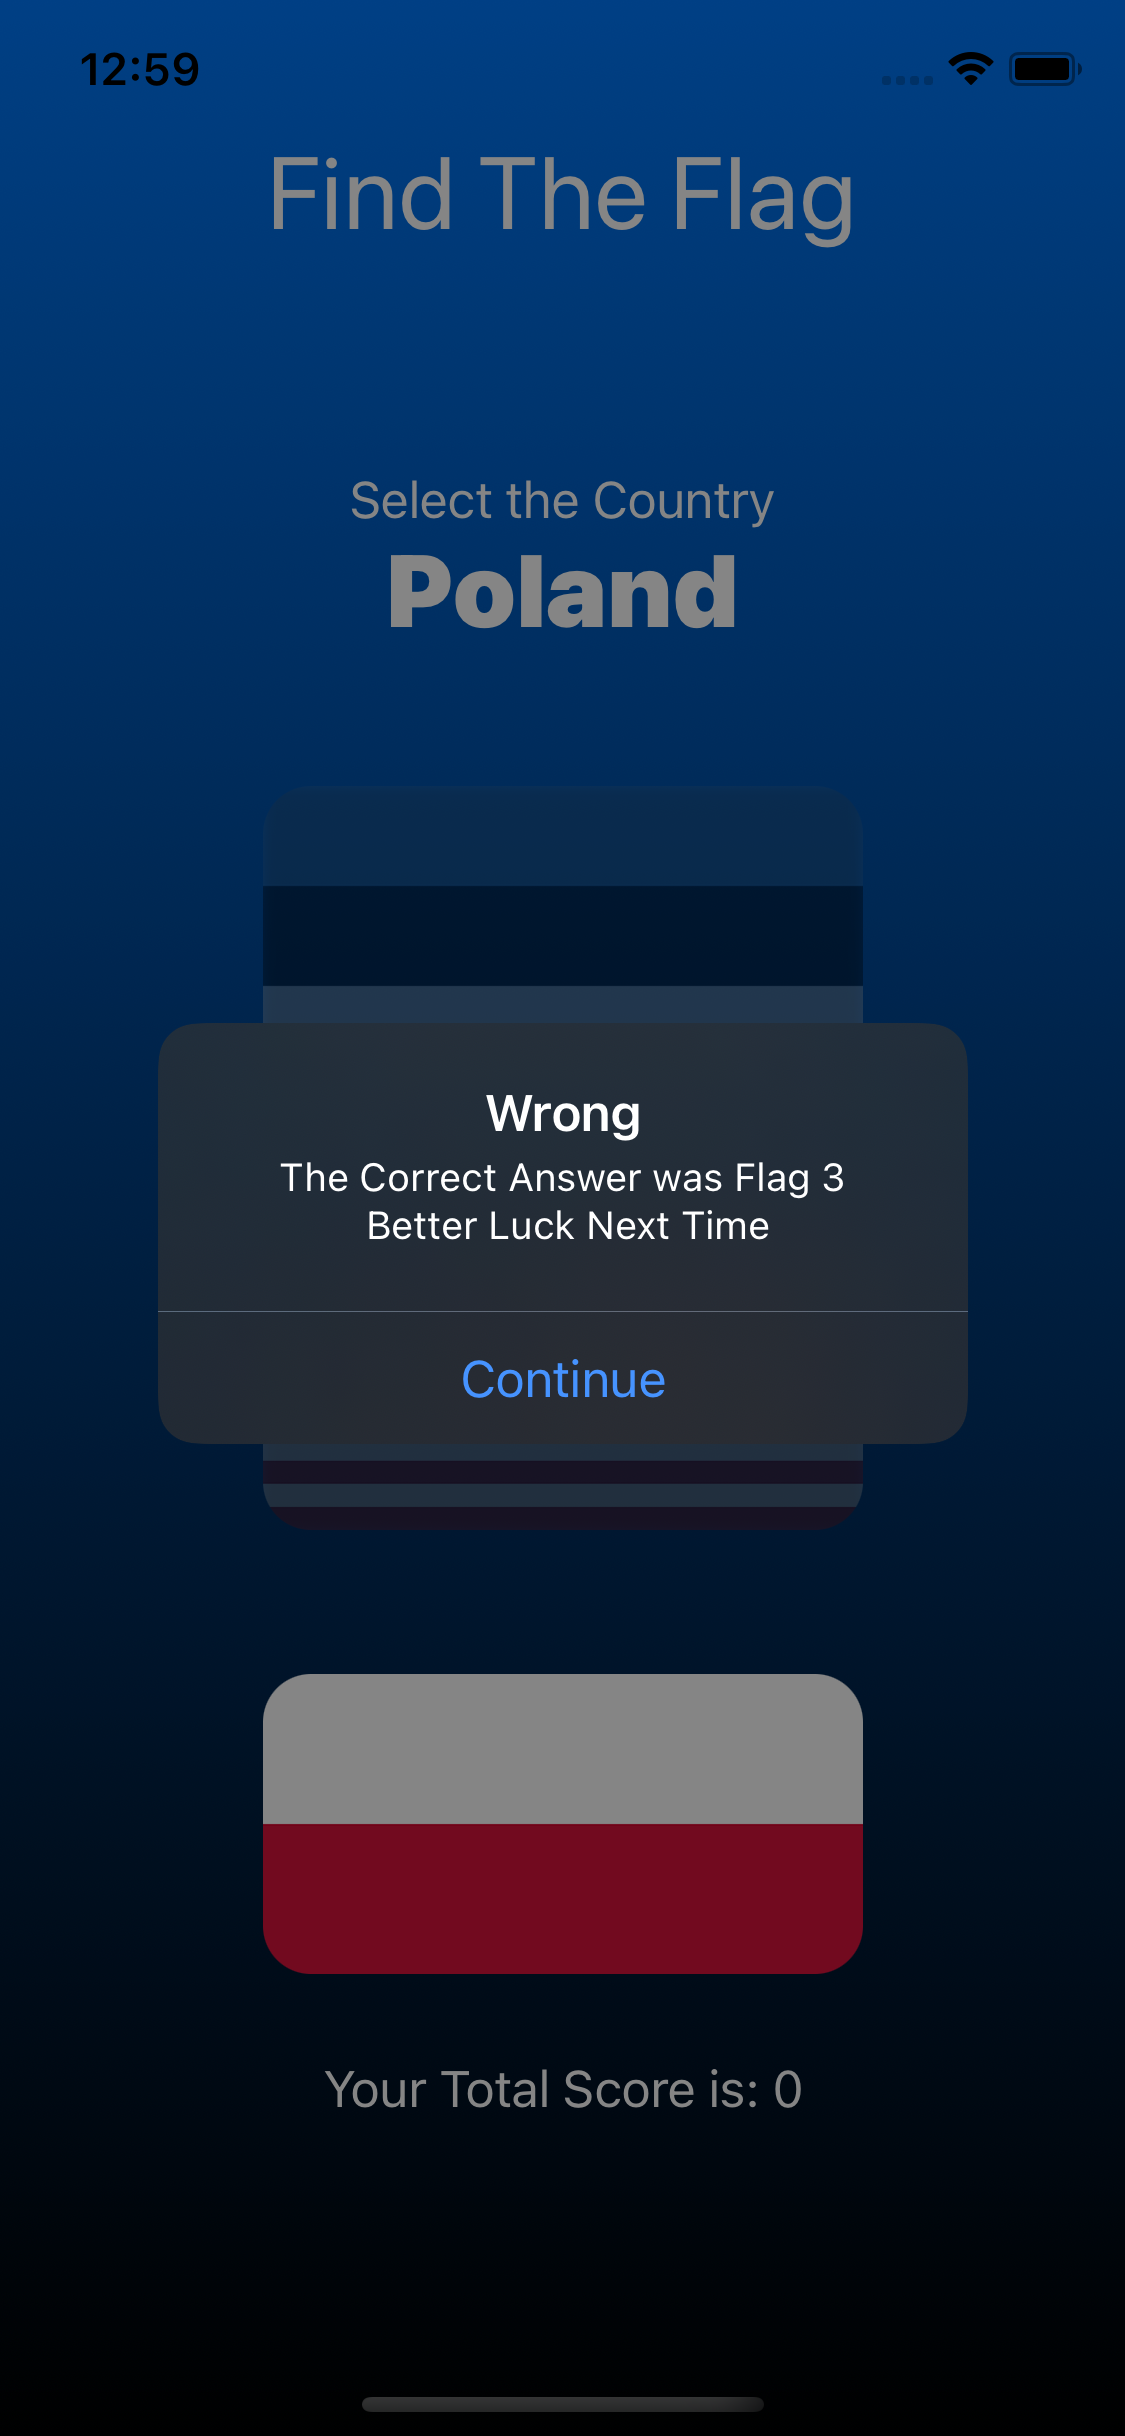 12:59
Find The Flag
Select the Country
Poland
Wrong
The Correct Answer was Flag 3
Better Luck Next Time
Continue
Your Total Score is: 0